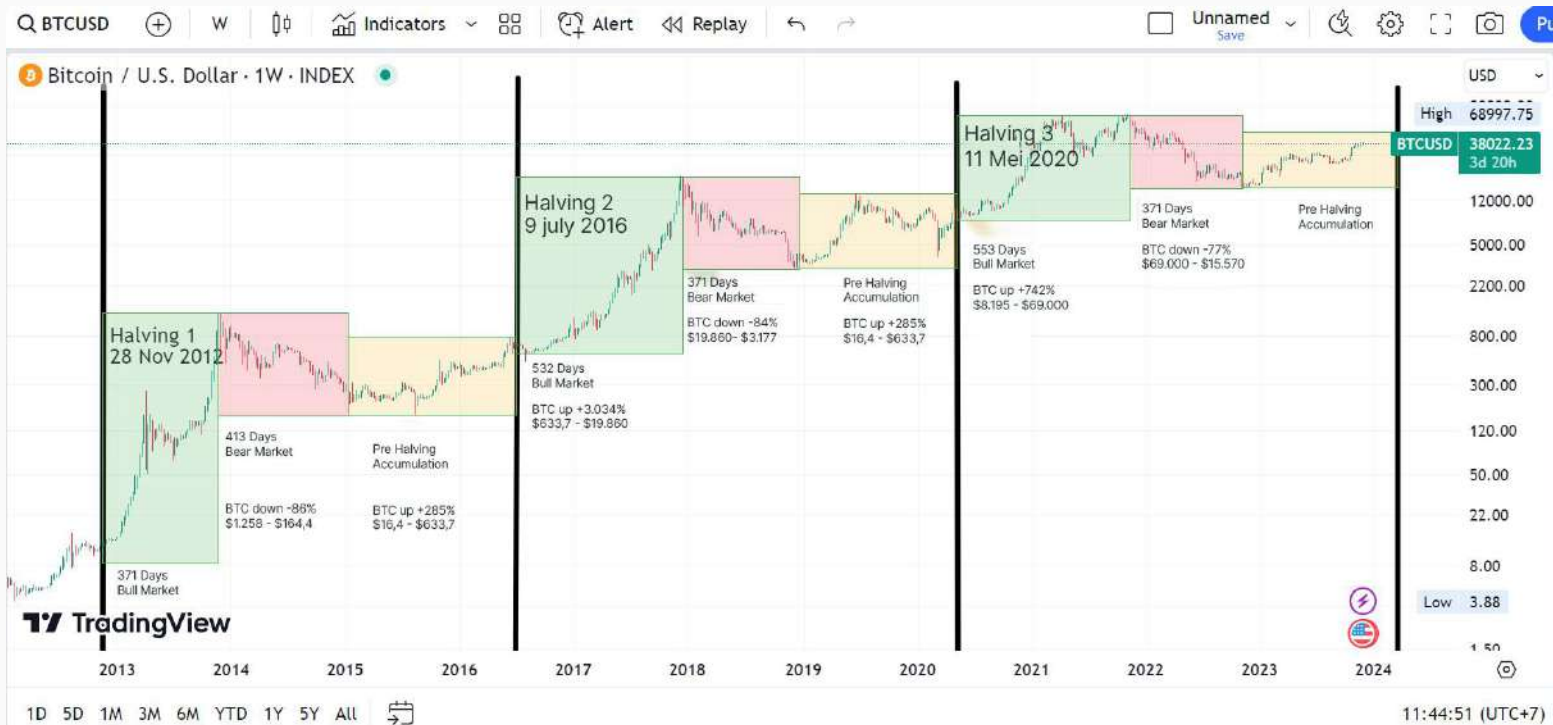 BTCUSD W Indicators Alert Replay Unnamed
Save
Pu
Bitcoin / U.S. Dollar · 1W · INDEX
USD
High 68997.75
BTCUSD 38022.23
3d 20h
12000.00
5000.00
2200.00
800.00
300.00
120.00
50.00
22.00
8.00
Low 3.88
1.50
Halving 1
28 Nov 2012
371 Days
Bull Market
413 Days
Bear Market
BTC down -86%
$1.258 - $164,4
Pre Halving
Accumulation
BTC up +285%
$16,4 - $633,7
Halving 2
9 july 2016
532 Days
Bull Market
BTC up +3.034%
$633,7 - $19.860
371 Days
Bear Market
BTC down -84%
$19.860- $3.177
Pre Halving
Accumulation
BTC up +285%
$16,4 - $633,7
Halving 3
11 Mei 2020
553 Days
Bull Market
BTC up +742%
$8.195 - $69.000
371 Days
Bear Market
BTC down -77%
$69.000 - $15.570
Pre Halving
Accumulation
TradingView
2013 2014 2015 2016 2017 2018 2019 2020 2021 2022 2023 2024
1D 5D 1M 3M 6M YTD 1Y 5Y All
11:44:51 (UTC+7)